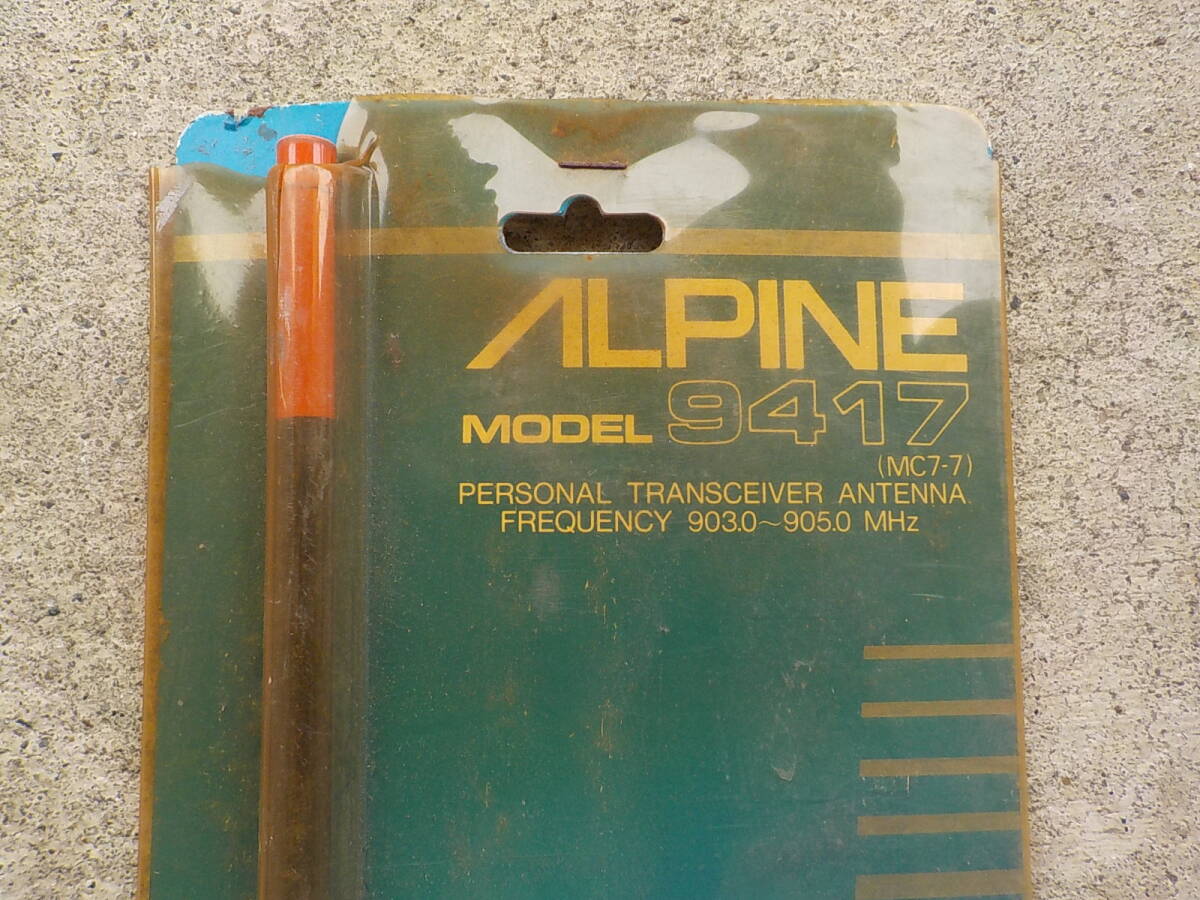 ALPINE
MODEL 9417
(MC7-7)
PERSONAL TRANSCEIVER ANTENNA
FREQUENCY 903.0~905.0 MHz